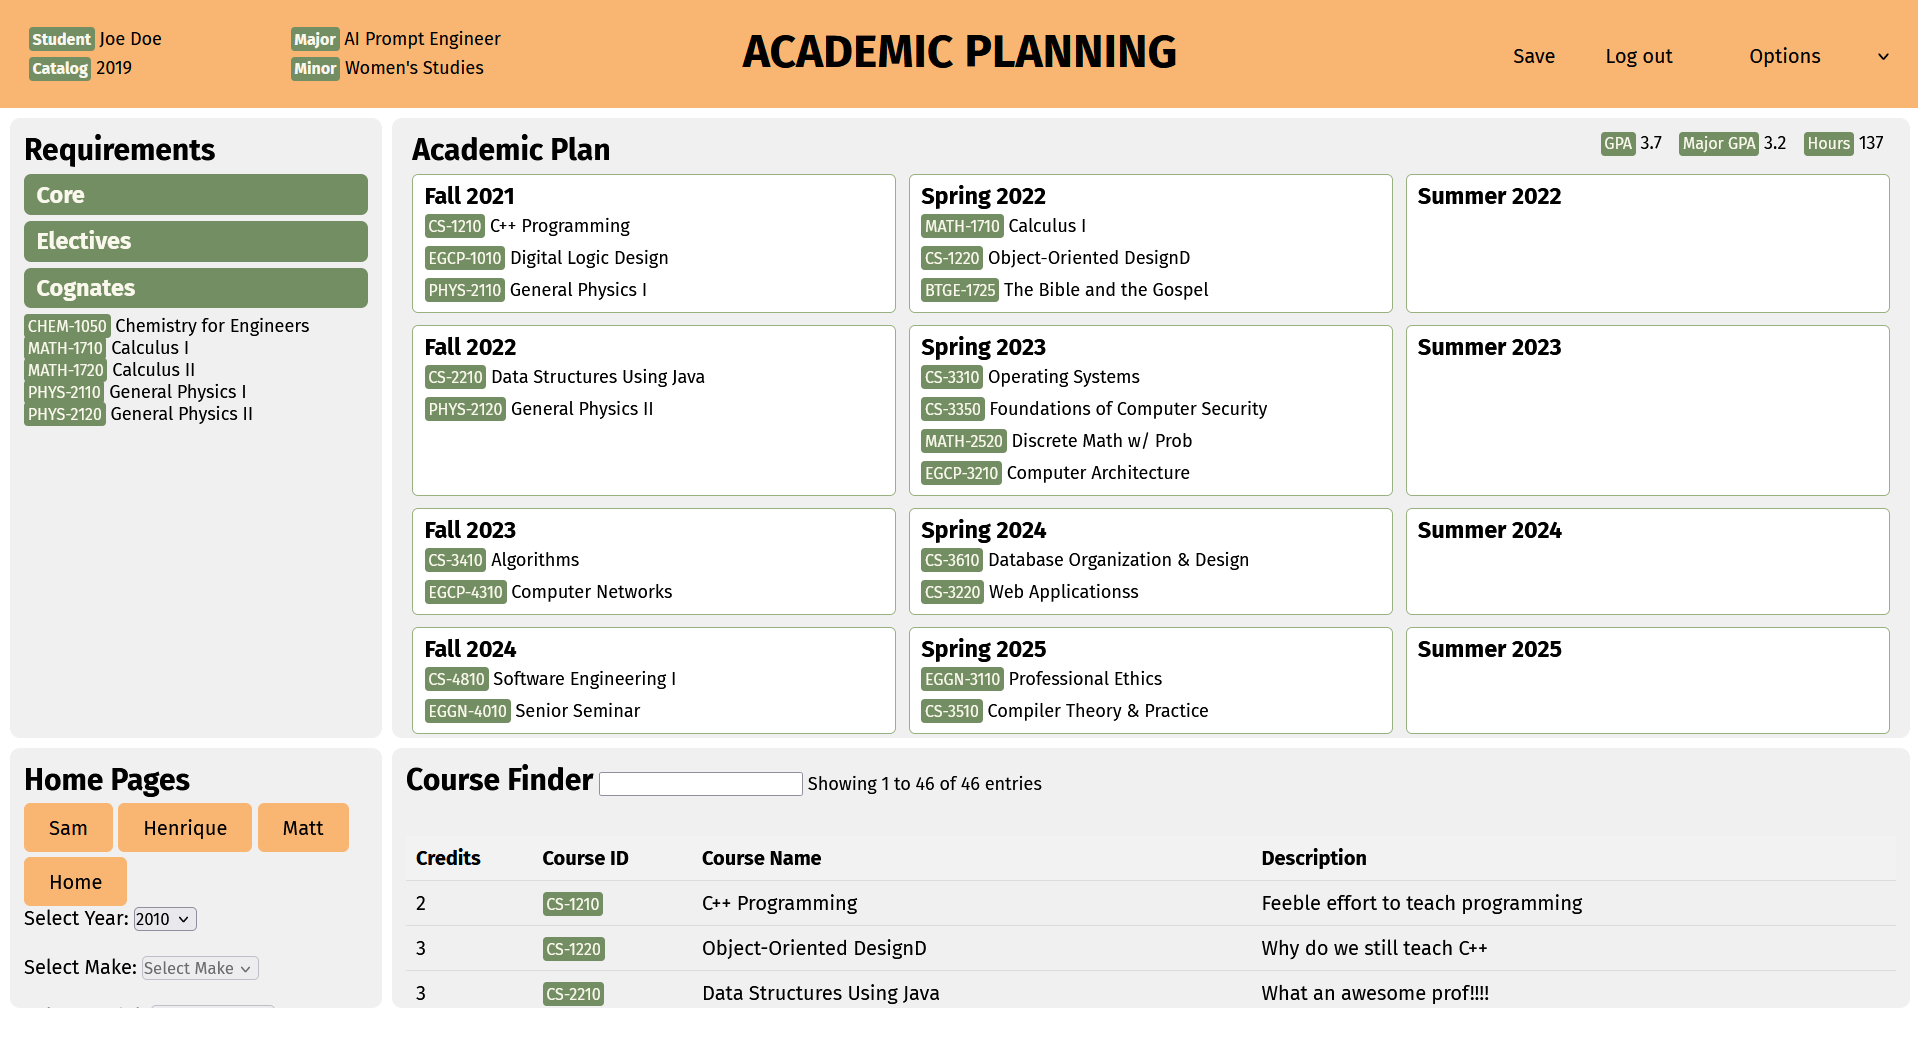 Student Joe Doe
Catalog 2019
Major AI Prompt Engineer
Minor Women's Studies
ACADEMIC PLANNING
Save
Log out
Options
Requirements
Core
Electives
Cognates
CHEM-1050 Chemistry for Engineers
MATH-1710 Calculus I
MATH-1720 Calculus II
PHYS-2110 General Physics I
PHYS-2120 General Physics II
Academic Plan
GPA 3.7 Major GPA 3.2 Hours 137
Fall 2021
CS-1210 C++ Programming
EGCP-1010 Digital Logic Design
PHYS-2110 General Physics I
Spring 2022
MATH-1710 Calculus I
CS-1220 Object-Oriented DesignD
BTGE-1725 The Bible and the Gospel
Summer 2022
Fall 2022
CS-2210 Data Structures Using Java
PHYS-2120 General Physics II
Spring 2023
CS-3310 Operating Systems
CS-3350 Foundations of Computer Security
MATH-2520 Discrete Math w/ Prob
EGCP-3210 Computer Architecture
Summer 2023
Fall 2023
CS-3410 Algorithms
EGCP-4310 Computer Networks
Spring 2024
CS-3610 Database Organization & Design
CS-3220 Web Applicationss
Summer 2024
Fall 2024
CS-4810 Software Engineering I
EGGN-4010 Senior Seminar
Spring 2025
EGGN-3110 Professional Ethics
CS-3510 Compiler Theory & Practice
Summer 2025
Home Pages
Sam
Henrique
Matt
Home
Select Year: 2010
Select Make: Select Make
Course Finder Showing 1 to 46 of 46 entries
Credits Course ID Course Name Description
2 CS-1210 C++ Programming Feeble effort to teach programming
3 CS-1220 Object-Oriented DesignD Why do we still teach C++
3 CS-2210 Data Structures Using Java What an awesome prof!!!!